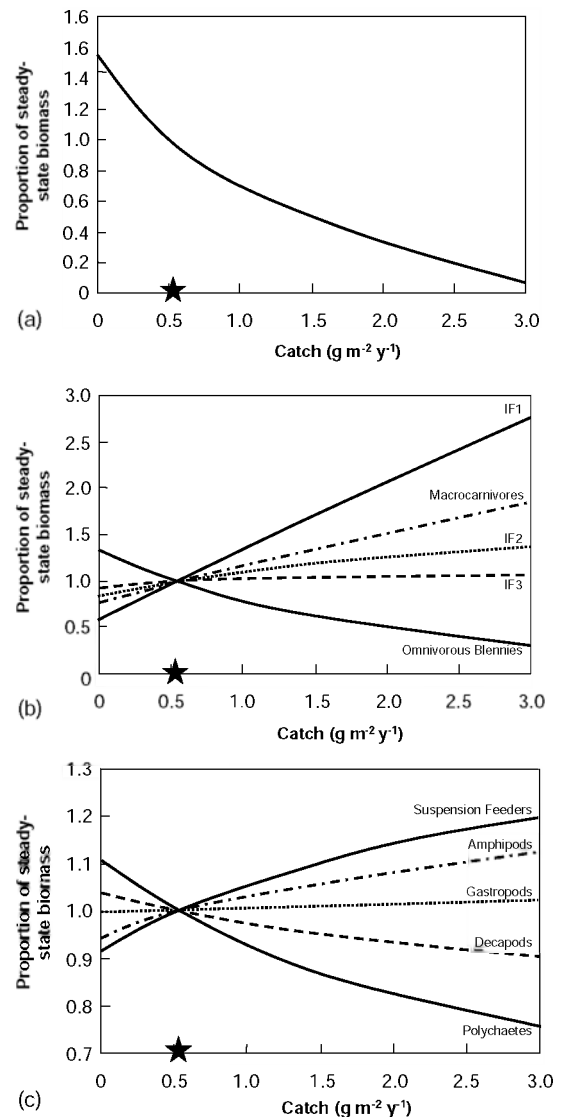 Proportion of steady-
state biomass
1.6
1.6
1.4
1.2
1.0
0.8
0.6
0.4
0.2
0
0 0.5 1.0 1.5 2.0 2.5 3.0
Catch (g m-2 y-1)
(a)
Proportion of steady-
state biomass
3.0
2.5
2.0
1.5
1.0
0.5
0
IF1
Macrocarnivores
IF2
IF3
Omnivorous Blennies
0 0.5 1.0 1.5 2.0 2.5 3.0
Catch (g m-2 y-1)
(b)
Proportion of steady-
state biomass
1.3
1.2
1.1
1.0
0.9
0.8
0.7
Suspension Feeders
Amphipods
Gastropods
Decapods
Polychaetes
0 0.5 1.0 1.5 2.0 2.5 3.0
Catch (g m-2 y-1)
(c)